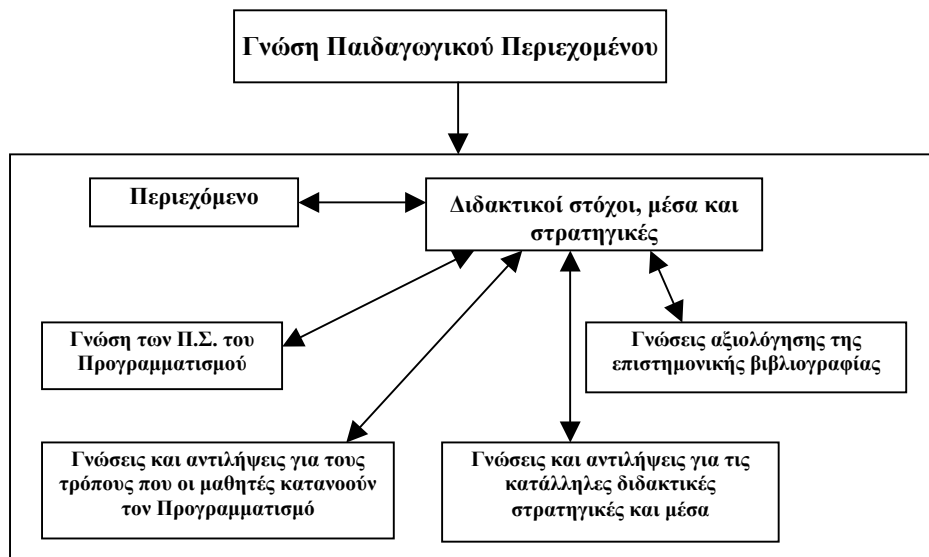 Γνώση Παιδαγωγικού Περιεχομένου
Περιεχόμενο
Διδακτικοί στόχοι, μέσα και
στρατηγικές
Γνώση των Π.Σ. του
Προγραμματισμού
Γνώσεις αξιολόγησης της
επιστημονικής βιβλιογραφίας
Γνώσεις και αντιλήψεις για τους
τρόπους που οι μαθητές κατανοούν
τον Προγραμματισμό
Γνώσεις και αντιλήψεις για τις
κατάλληλες διδακτικές
στρατηγικές και μέσα